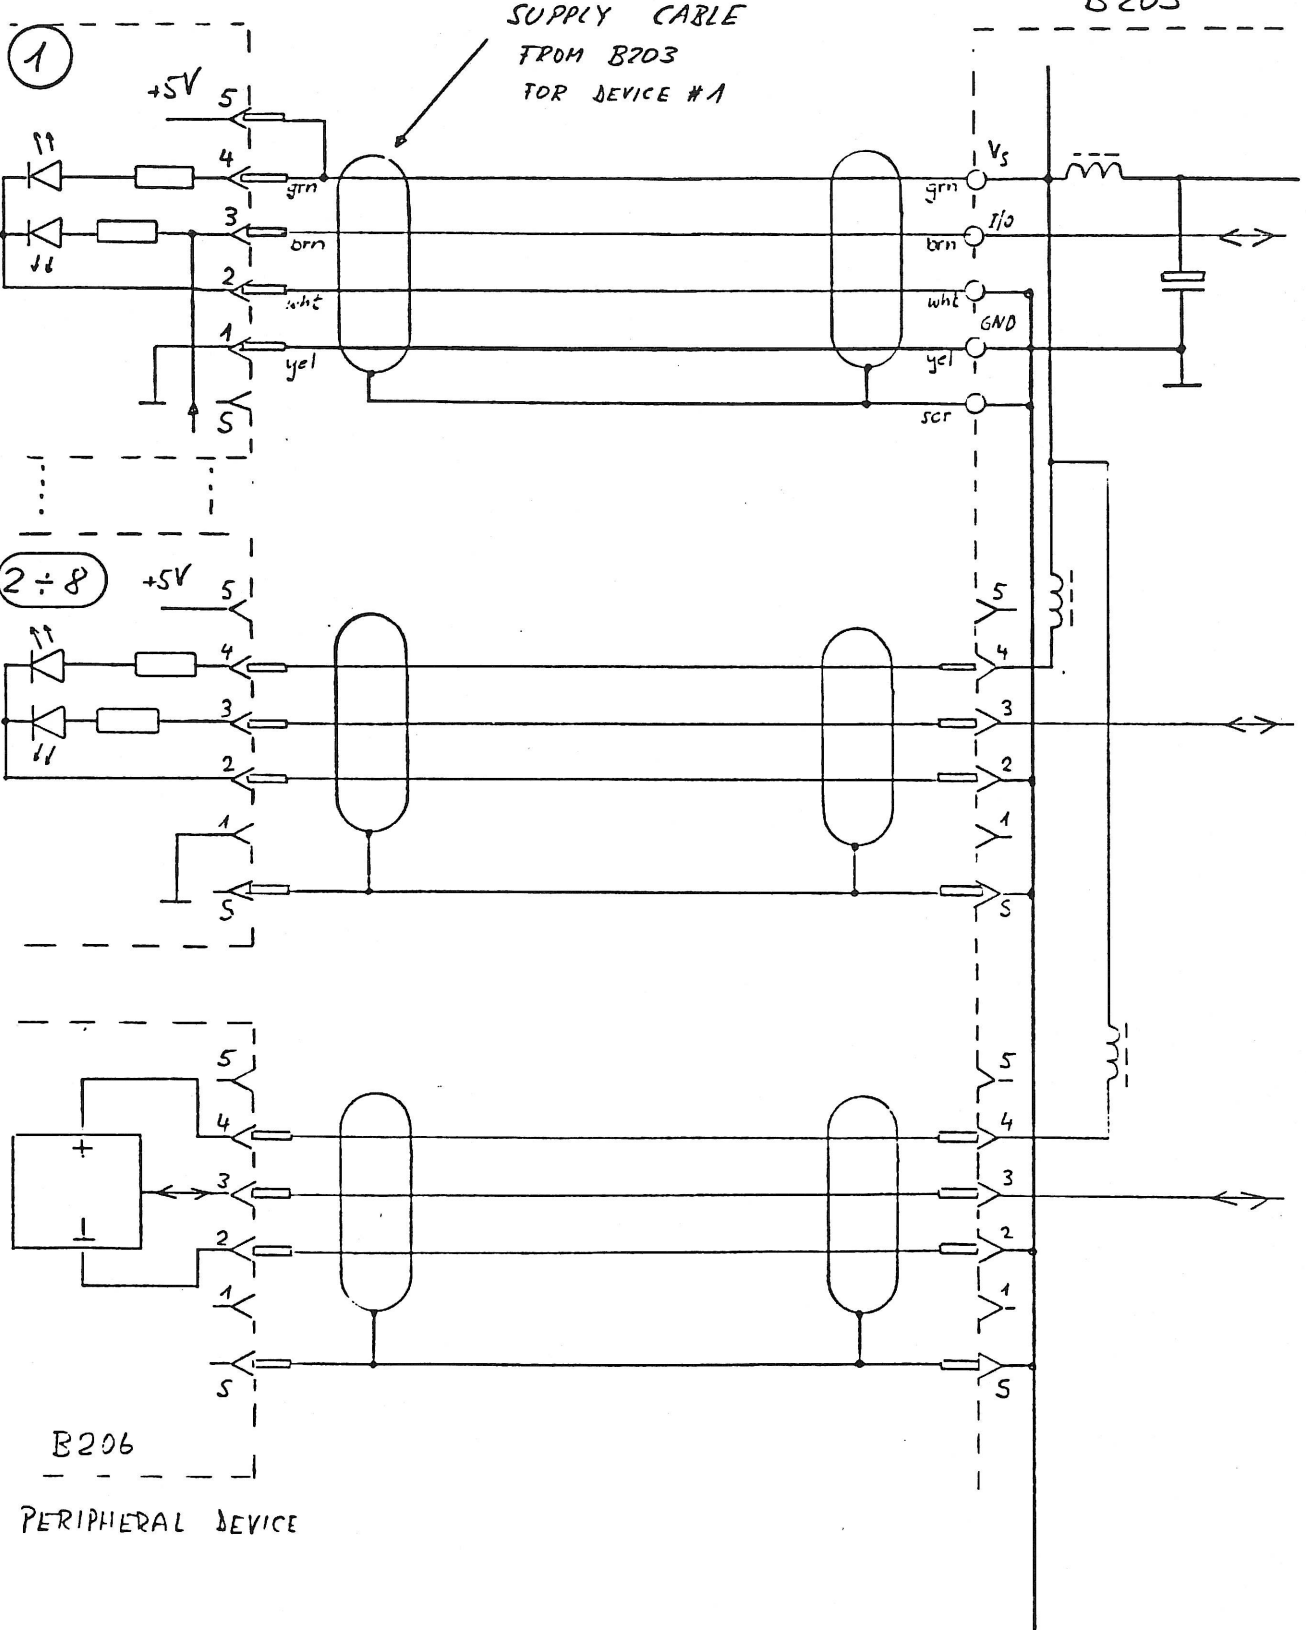 SUPPLY CABLE
FROM B203
FOR DEVICE #1
B203
1
+5V
5
4
grn
3
brn
2
wht
1
yel
S
Vs
grn
I/O
brn
wht
GND
yel
scr
2÷8
+5V
5
4
3
2
1
S
5
4
3
2
1
S
5
4
+
3
⊥
2
1
S
5
4
3
2
1
S
B206
PERIPHERAL DEVICE